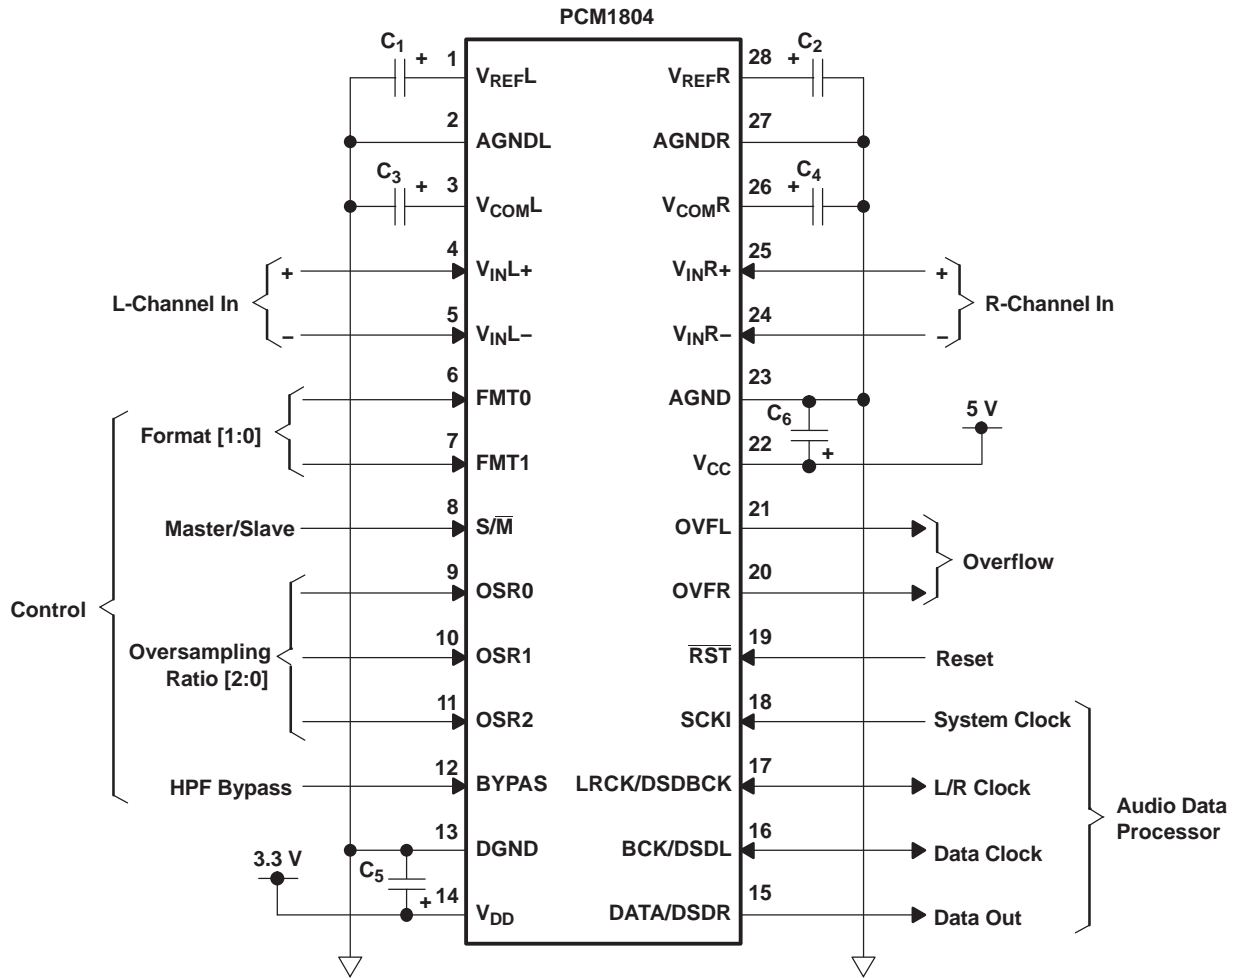 PCM1804
C1 + 1 VREFL
VREFR 28 + C2
2 AGNDL
AGNDR 27
C3 + 3 VCOML
VCOMR 26 + C4
L-Channel In
+ 4 VINL+
− 5 VINL−
VINR+ 25 +
VINR− 24 −
R-Channel In
Control
Format [1:0]
6 FMT0
7 FMT1
AGND 23
C6 +
VCC 22
5 V
Master/Slave 8 S/M̅
OVFL 21
OVFR 20
Overflow
Oversampling
Ratio [2:0]
9 OSR0
10 OSR1
11 OSR2
R̅S̅T̅ 19 Reset
SCKI 18 System Clock
HPF Bypass 12 BYPAS
LRCK/DSDBCK 17 L/R Clock
13 DGND
BCK/DSDL 16 Data Clock
3.3 V
C5 + 14 VDD
DATA/DSDR 15 Data Out
Audio Data
Processor